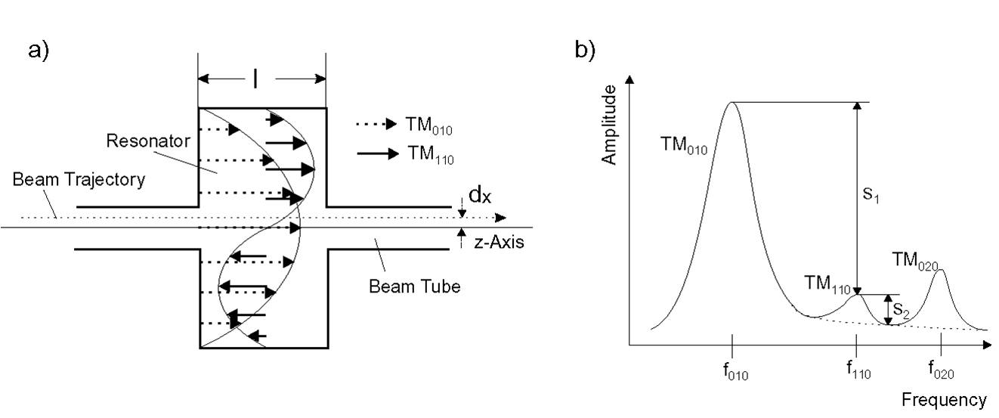 a)
l
TM010
TM110
Resonator
Beam Trajectory
dx
z-Axis
Beam Tube
b)
Amplitude
TM010
S1
TM110
TM020
S2
f010
f110
f020
Frequency